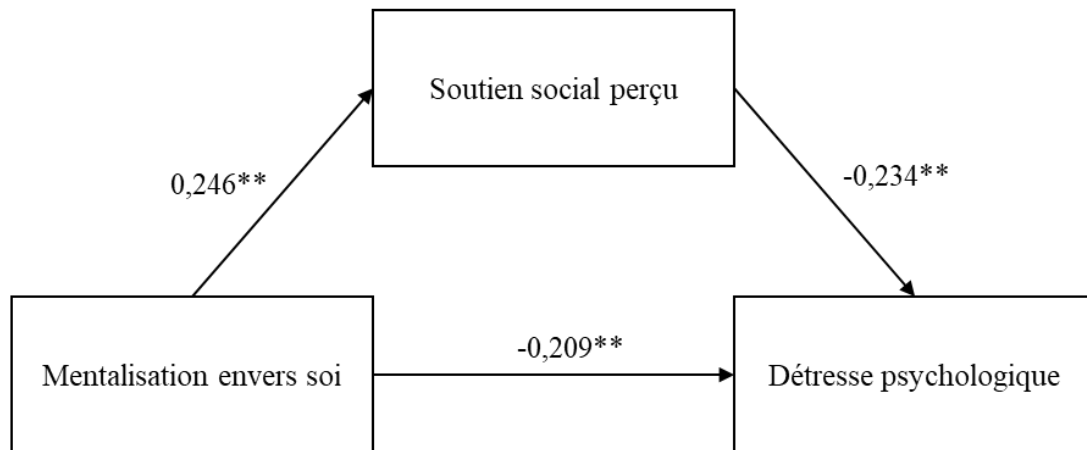 Soutien social perçu
0,246**
-0,234**
-0,209**
Mentalisation envers soi
Détresse psychologique